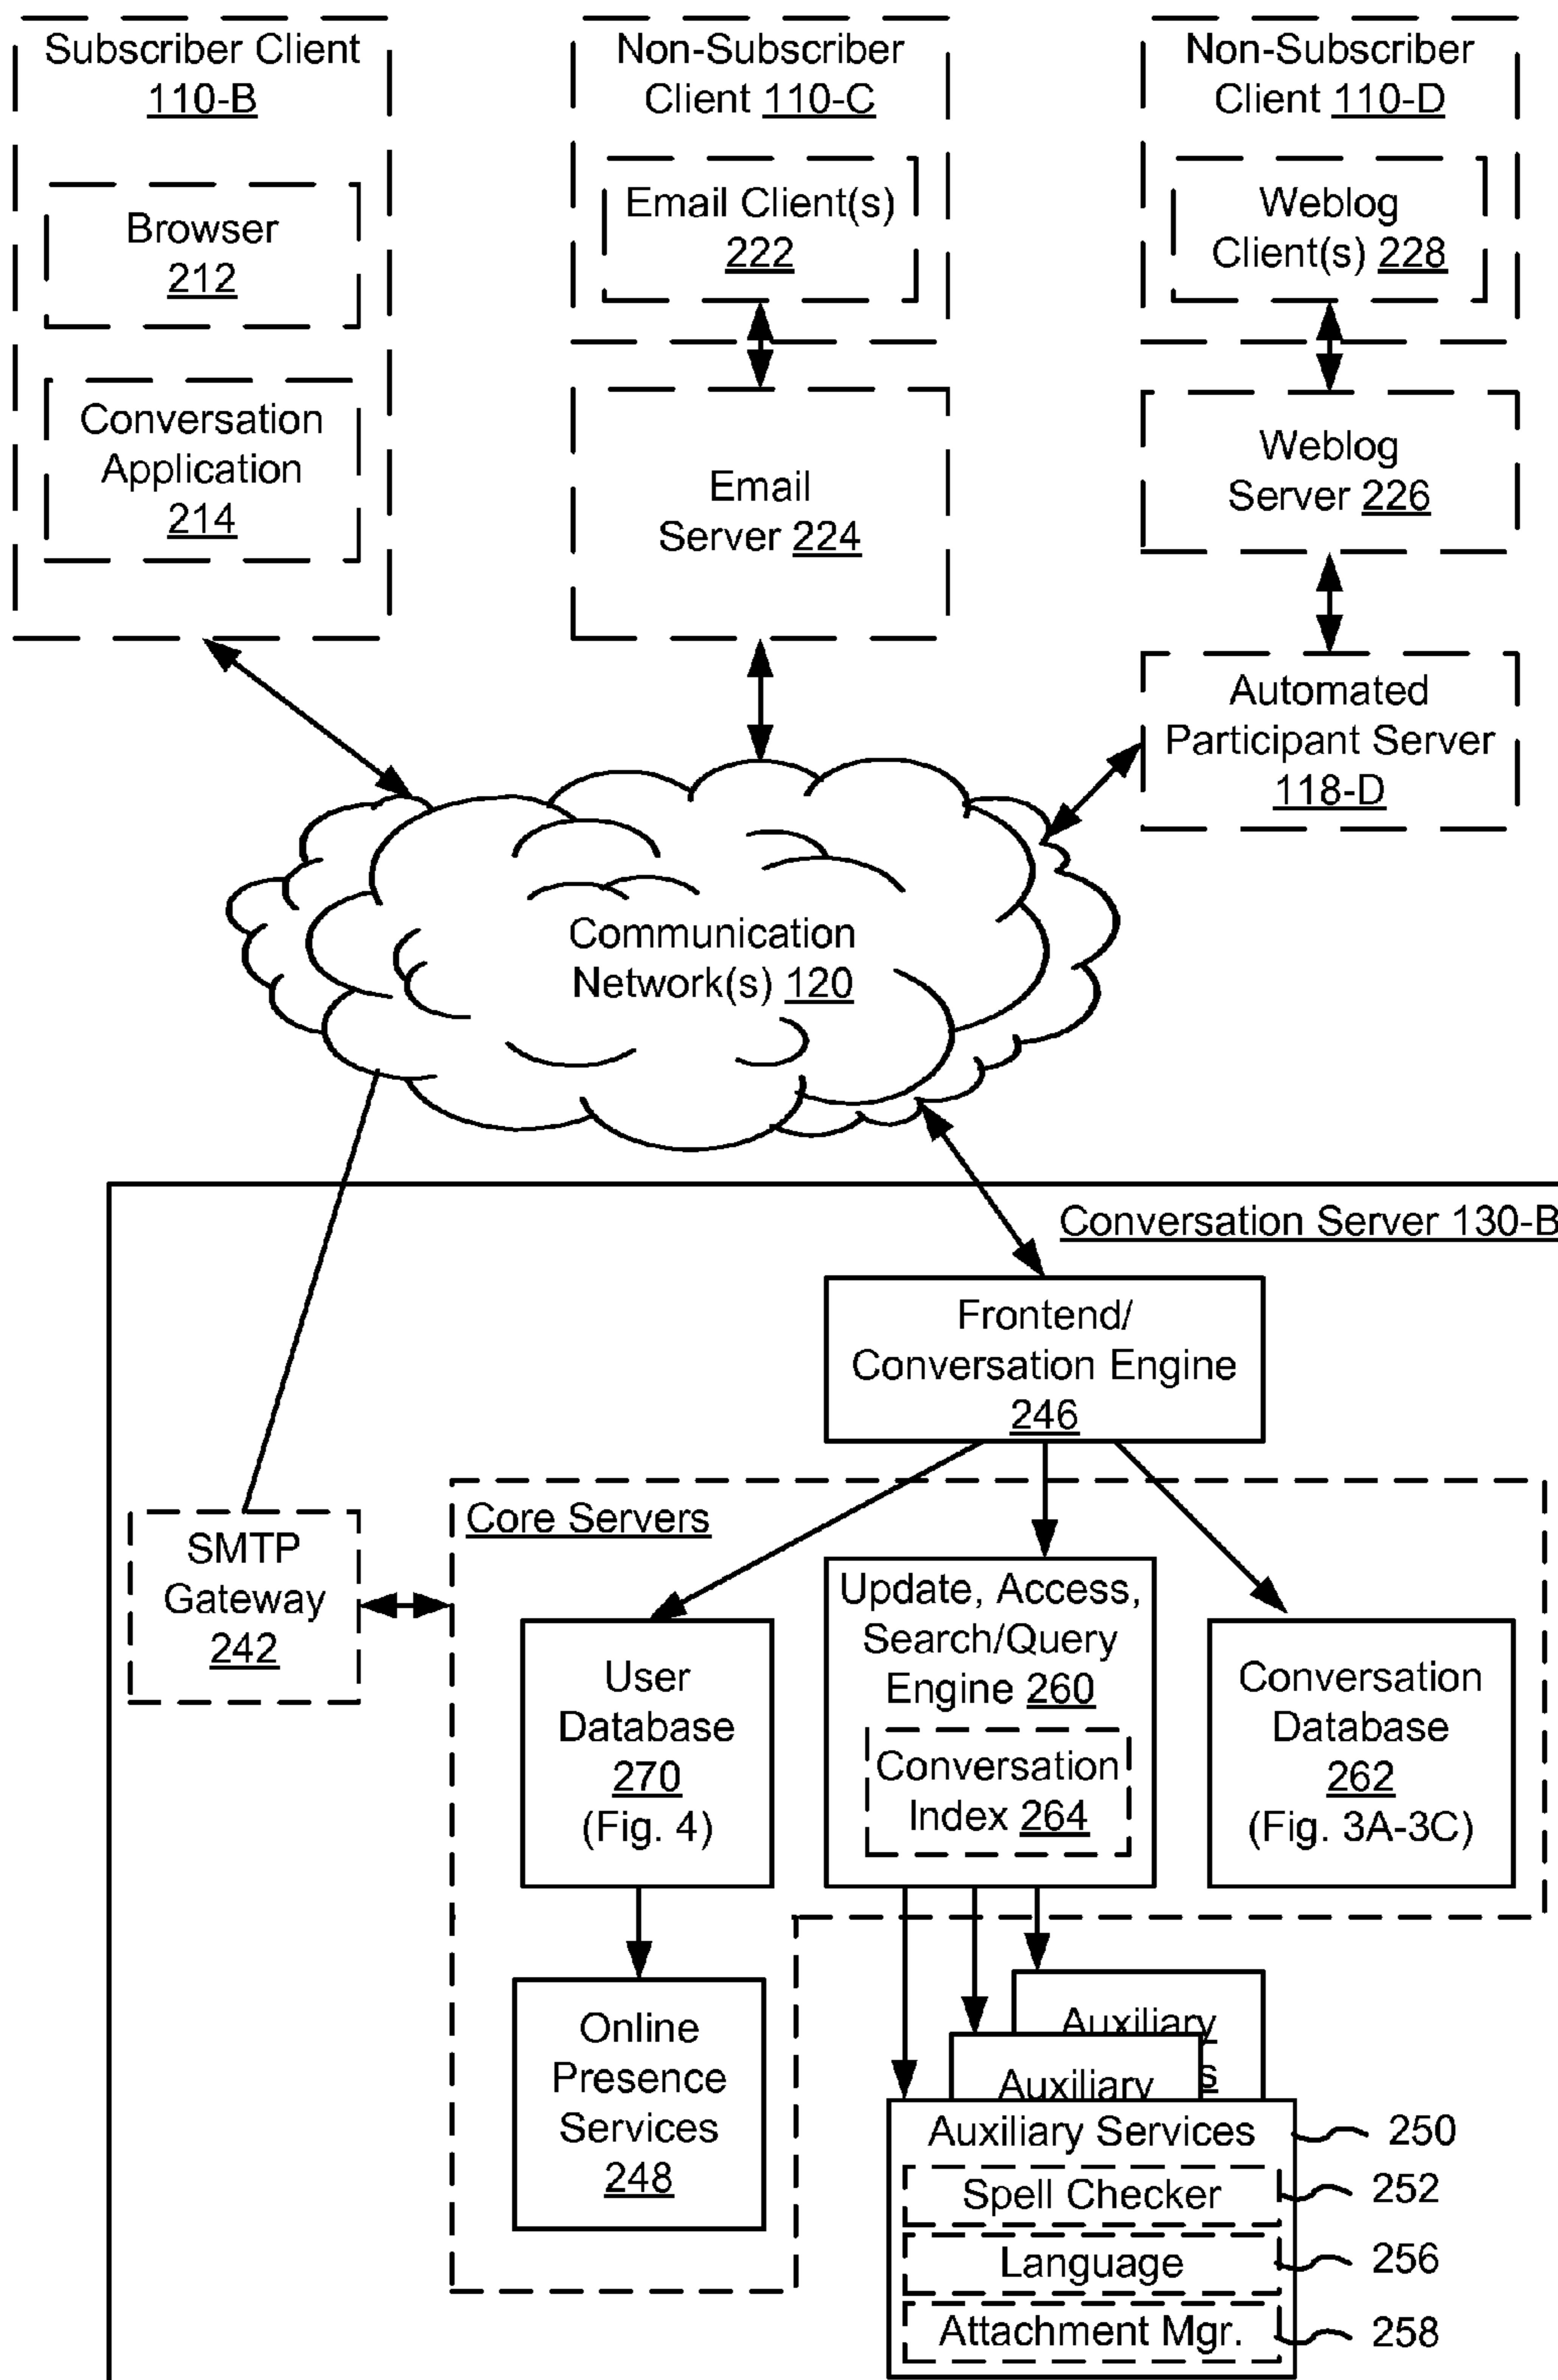 Subscriber Client
110-B
Browser
212
Conversation
Application
214
Non-Subscriber
Client 110-C
Email Client(s)
222
Email
Server 224
Non-Subscriber
Client 110-D
Weblog
Client(s) 228
Weblog
Server 226
Automated
Participant Server
118-D
Communication
Network(s) 120
Conversation Server 130-B
Frontend/
Conversation Engine
246
SMTP
Gateway
242
Core Servers
User
Database
270
(Fig. 4)
Update, Access,
Search/Query
Engine 260
Conversation
Index 264
Conversation
Database
262
(Fig. 3A-3C)
Online
Presence
Services
248
Auxiliary
s
Auxiliary
Auxiliary Services
250
Spell Checker
252
Language
256
Attachment Mgr.
258